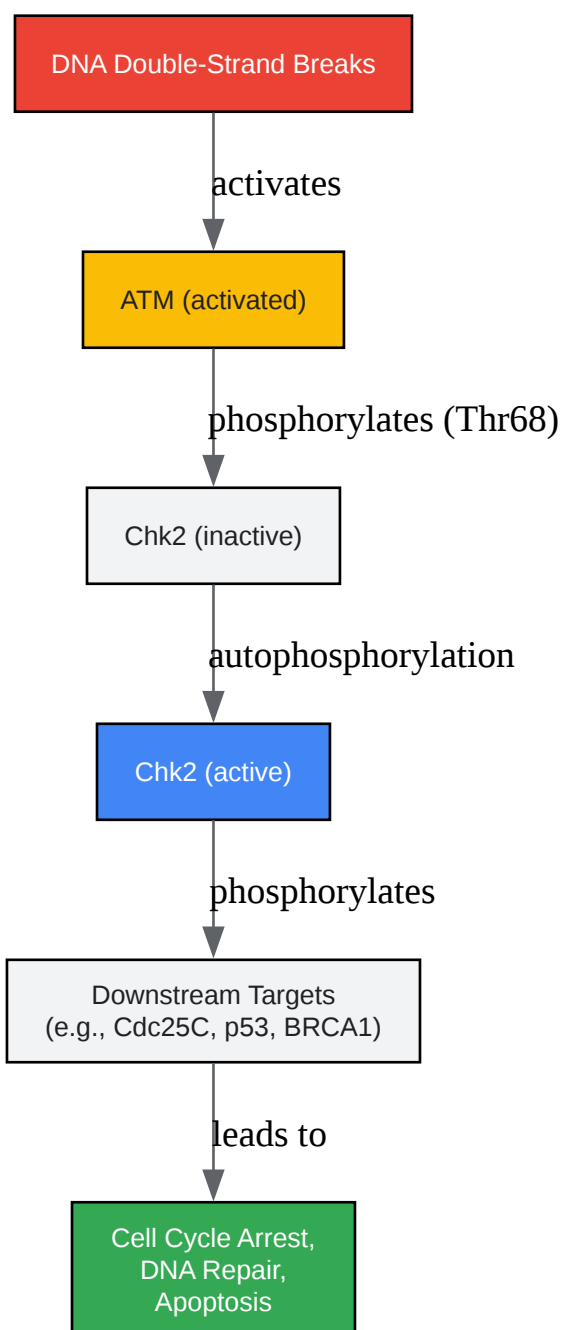 DNA Double-Strand Breaks
activates
ATM (activated)
phosphorylates (Thr68)
Chk2 (inactive)
autophosphorylation
Chk2 (active)
phosphorylates
Downstream Targets
(e.g., Cdc25C, p53, BRCA1)
leads to
Cell Cycle Arrest,
DNA Repair,
Apoptosis